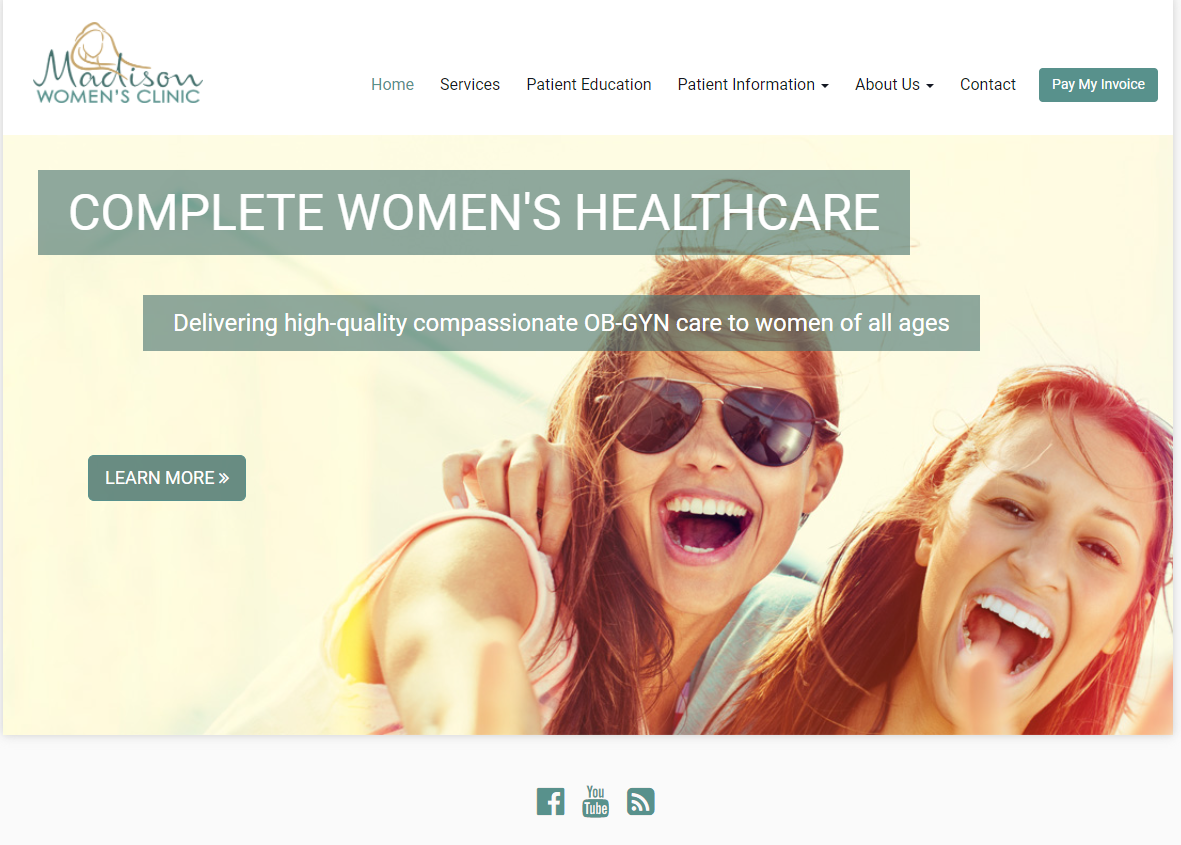 Madison
WOMEN'S CLINIC
Home Services Patient Education Patient Information About Us Contact Pay My Invoice
COMPLETE WOMEN'S HEALTHCARE
Delivering high-quality compassionate OB-GYN care to women of all ages
LEARN MORE »
You
Tube